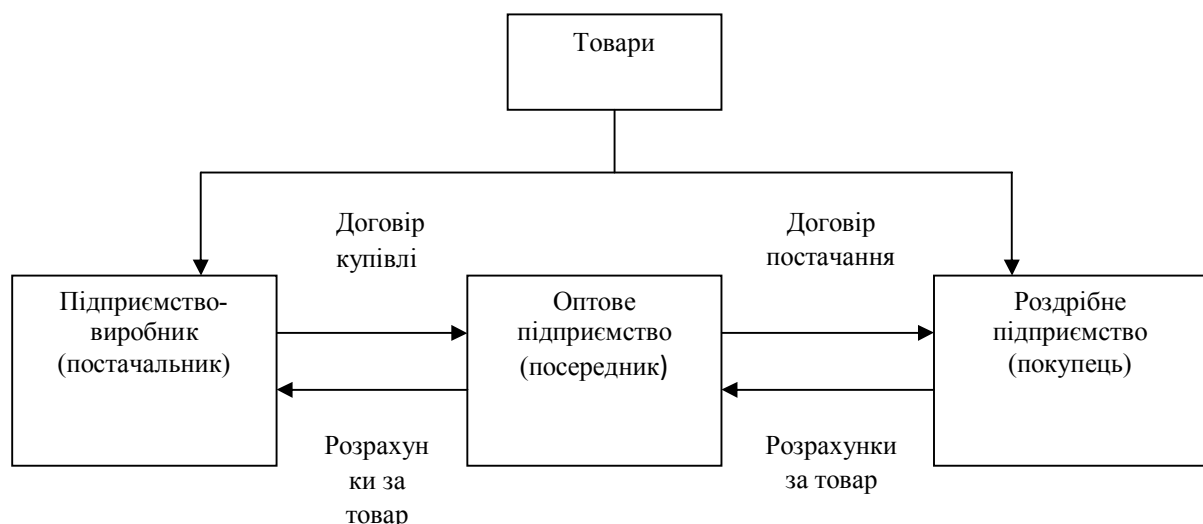 Товари
Договір
купівлі
Договір
постачання
Підприємство-
виробник
(постачальник)
Оптове
підприємство
(посередник)
Роздрібне
підприємство
(покупець)
Розрахун
ки за
товар
Розрахунки
за товар